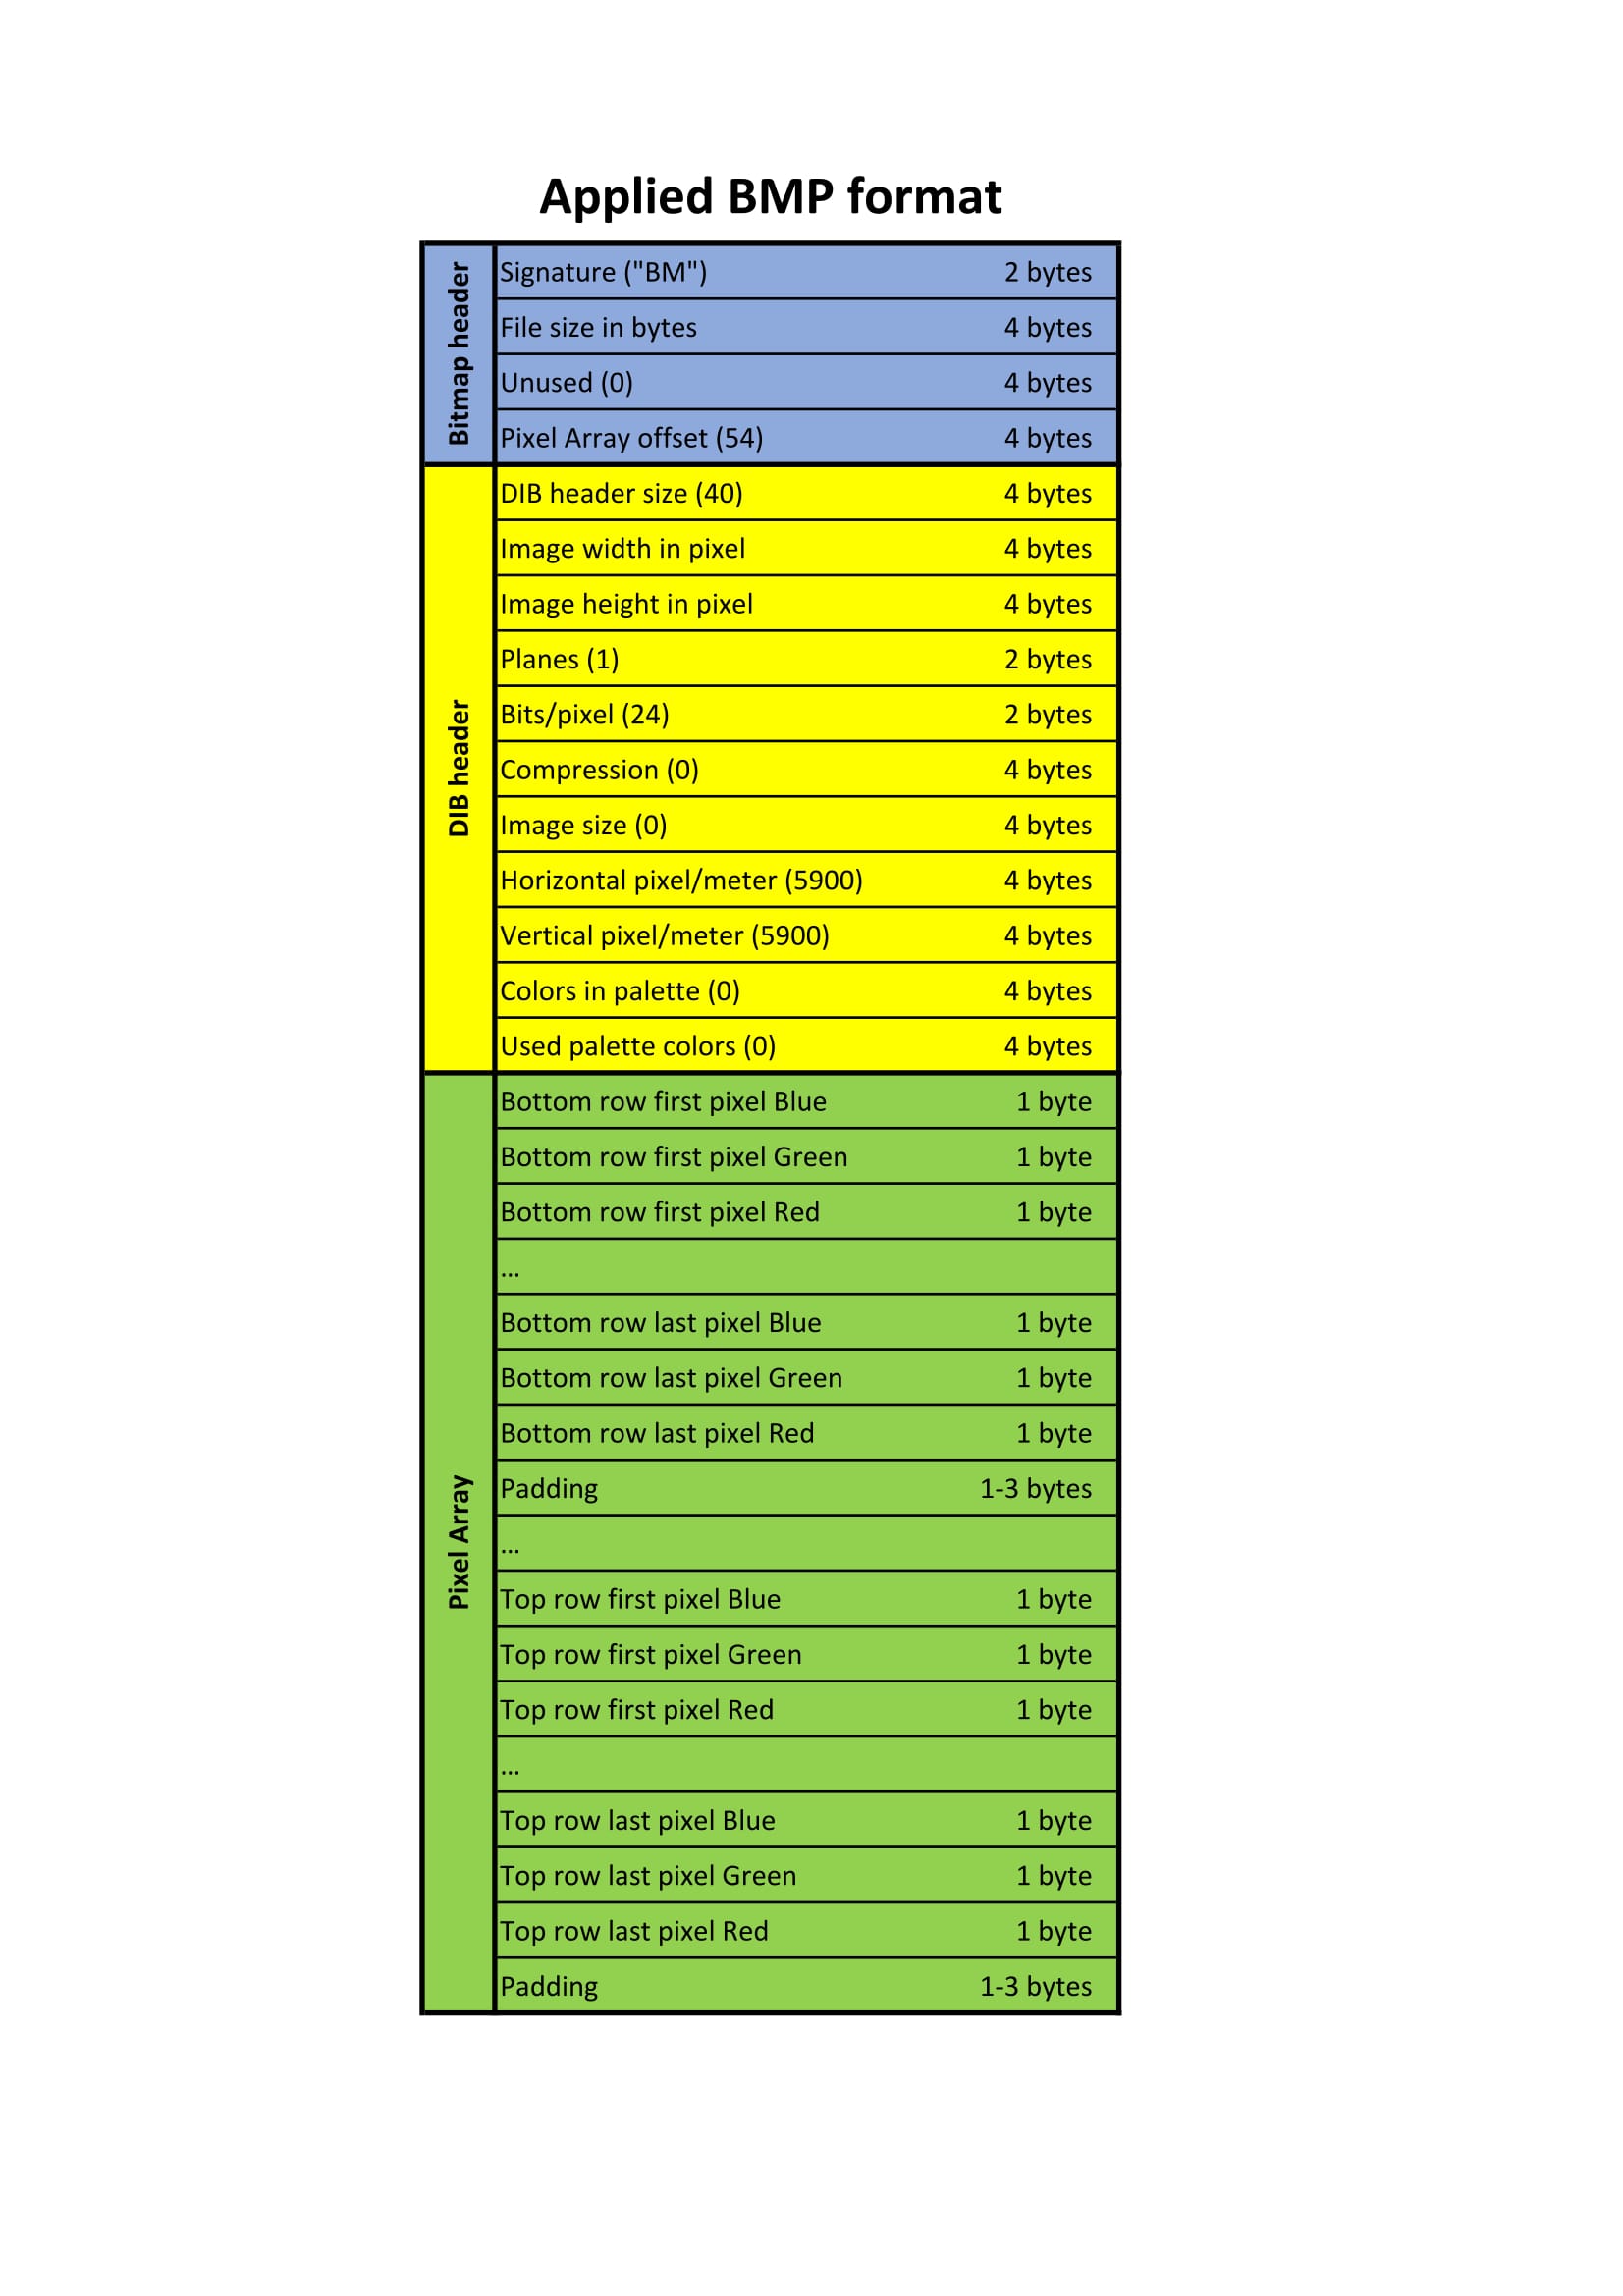 Applied BMP format
Bitmap header
Signature ("BM") 2 bytes
File size in bytes 4 bytes
Unused (0) 4 bytes
Pixel Array offset (54) 4 bytes
DIB header
DIB header size (40) 4 bytes
Image width in pixel 4 bytes
Image height in pixel 4 bytes
Planes (1) 2 bytes
Bits/pixel (24) 2 bytes
Compression (0) 4 bytes
Image size (0) 4 bytes
Horizontal pixel/meter (5900) 4 bytes
Vertical pixel/meter (5900) 4 bytes
Colors in palette (0) 4 bytes
Used palette colors (0) 4 bytes
Pixel Array
Bottom row first pixel Blue 1 byte
Bottom row first pixel Green 1 byte
Bottom row first pixel Red 1 byte
...
Bottom row last pixel Blue 1 byte
Bottom row last pixel Green 1 byte
Bottom row last pixel Red 1 byte
Padding 1-3 bytes
...
Top row first pixel Blue 1 byte
Top row first pixel Green 1 byte
Top row first pixel Red 1 byte
...
Top row last pixel Blue 1 byte
Top row last pixel Green 1 byte
Top row last pixel Red 1 byte
Padding 1-3 bytes